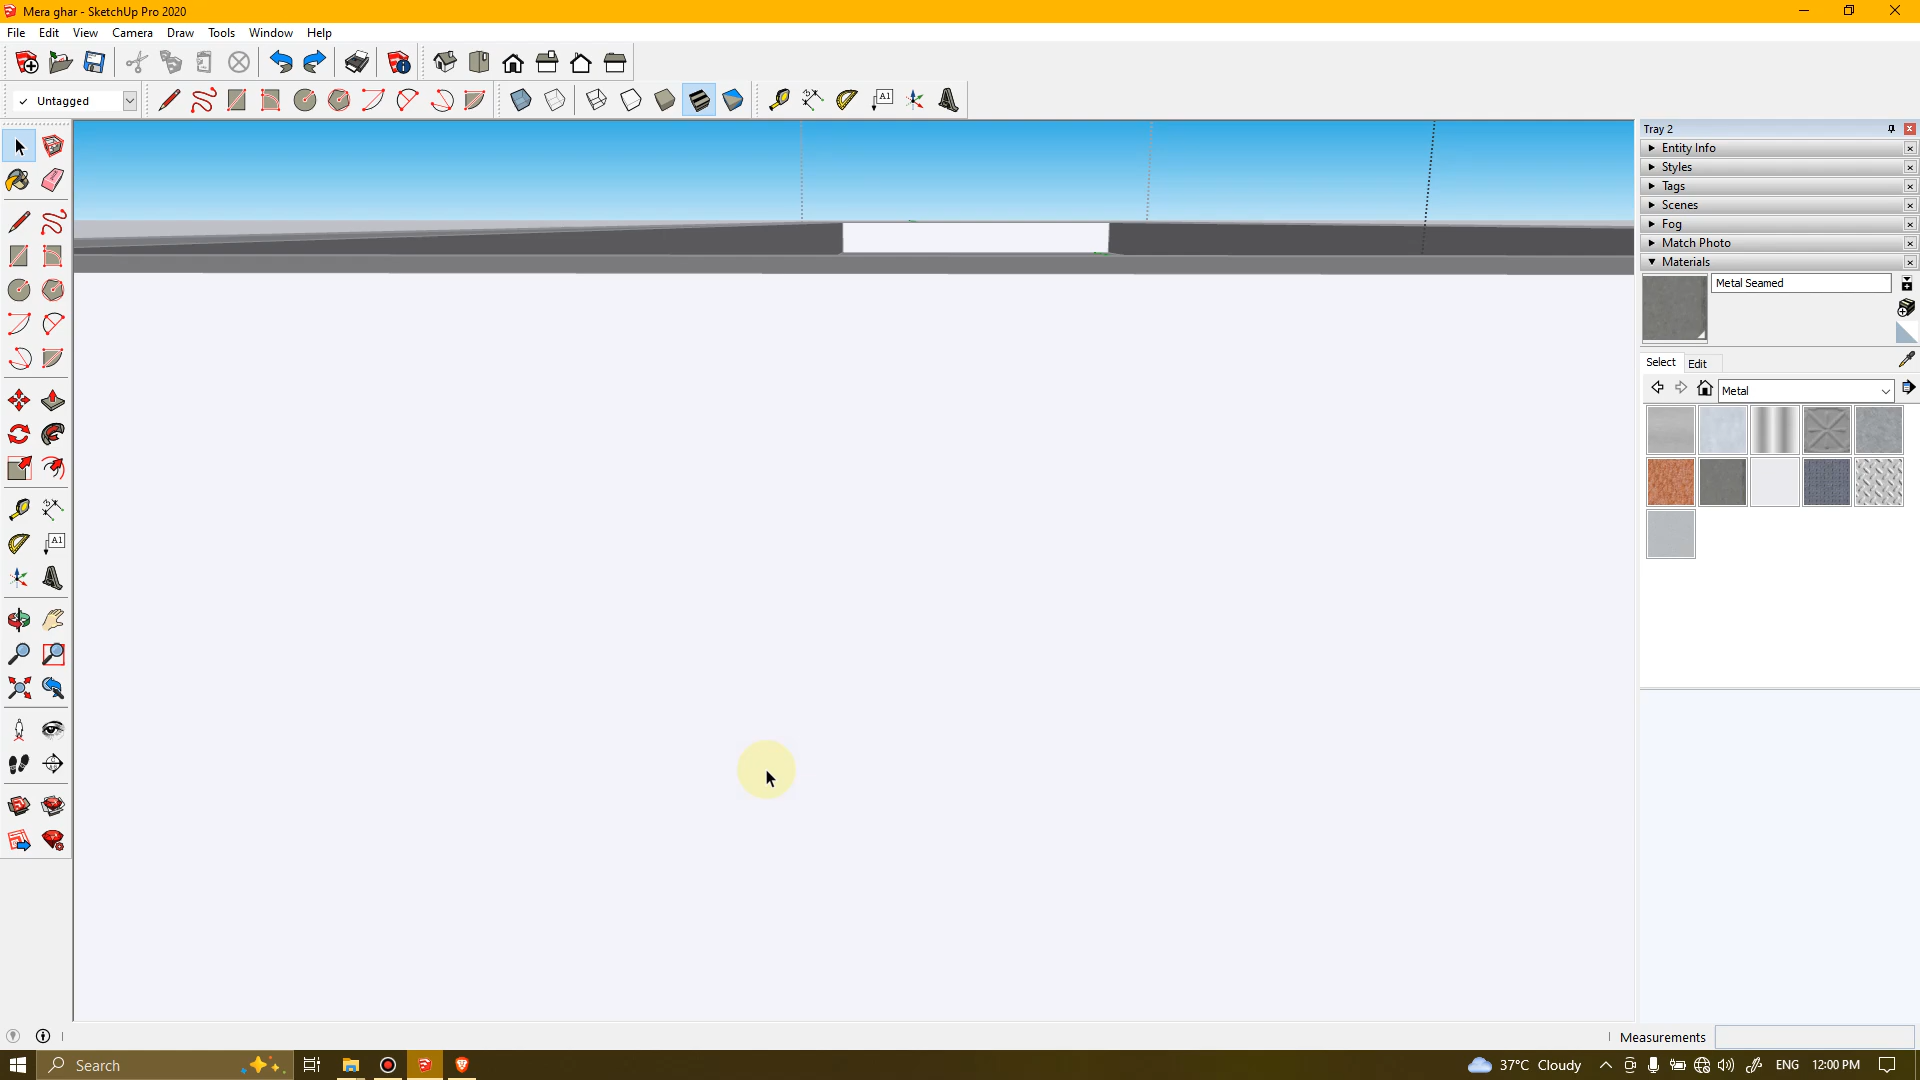 Mera ghar - SketchUp Pro 2020
File Edit View Camera Draw Tools Window Help
✓ Untagged
A1
Tray 2
Entity Info
Styles
Tags
Scenes
Fog
Match Photo
Materials
Metal Seamed
Select Edit
Metal
A1
Measurements
Search
37°C Cloudy
ENG
12:00 PM